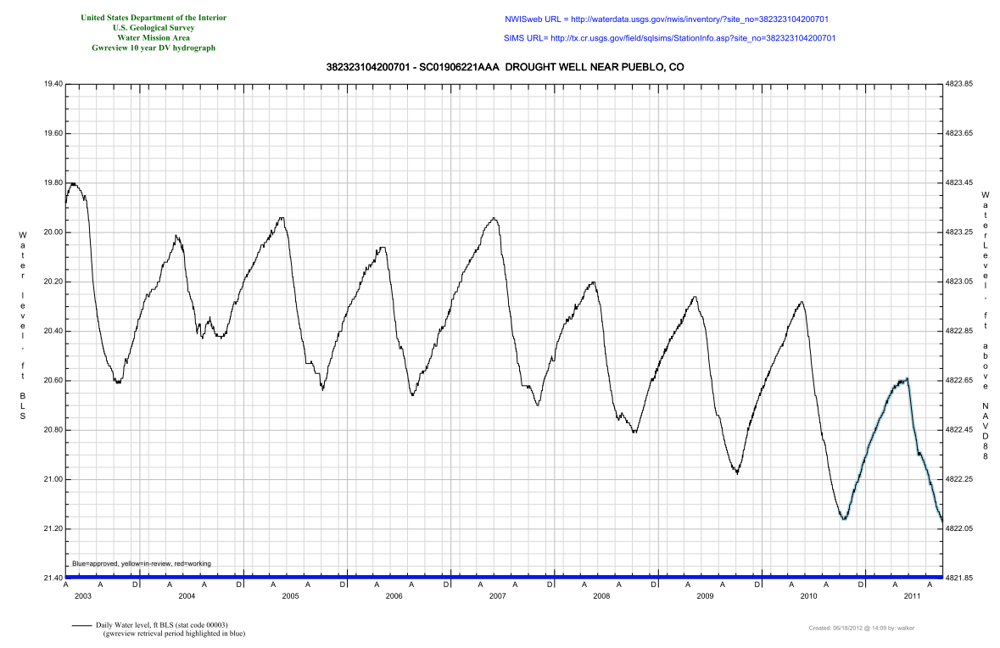 United States Department of the Interior
U.S. Geological Survey
Water Mission Area
Gwreview 10 year DV hydrograph
NWISweb URL = http://waterdata.usgs.gov/nwis/inventory/?site_no=382323104200701
SIMS URL= http://tx.cr.usgs.gov/field/sqlsims/StationInfo.asp?site_no=382323104200701
382323104200701 - SC01906221AAA DROUGHT WELL NEAR PUEBLO, CO
Water level, ft BLS
19.40
19.60
19.80
20.00
20.20
20.40
20.60
20.80
21.00
21.20
21.40
4823.85
4823.65
4823.45
4823.25
4823.05
4822.85
4822.65
4822.45
4822.25
4822.05
4821.85
WaterLevel, ft above NAVD88
Blue=approved, yellow=in-review, red=working
A A D A A D A A D A A D A A D A A D A A D A A D A A
2003 2004 2005 2006 2007 2008 2009 2010 2011
Daily Water level, ft BLS (stat code 00003)
(gwreview retrieval period highlighted in blue)
Created: 06/18/2012 @ 14:09 by: walker